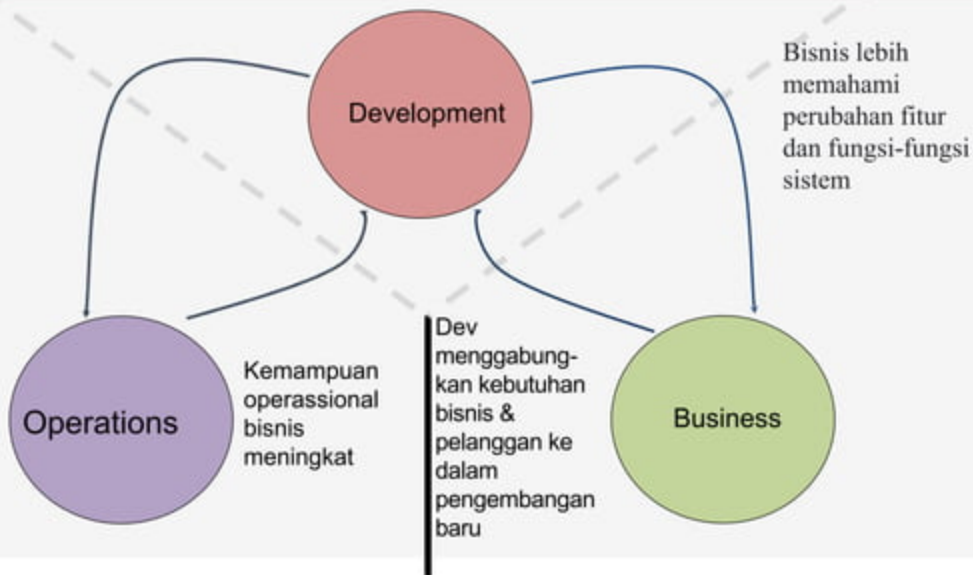 Development
Bisnis lebih
memahami
perubahan fitur
dan fungsi-fungsi
sistem
Operations
Kemampuan
operassional
bisnis
meningkat
Dev
menggabung-
kan kebutuhan
bisnis &
pelanggan ke
dalam
pengembangan
baru
Business